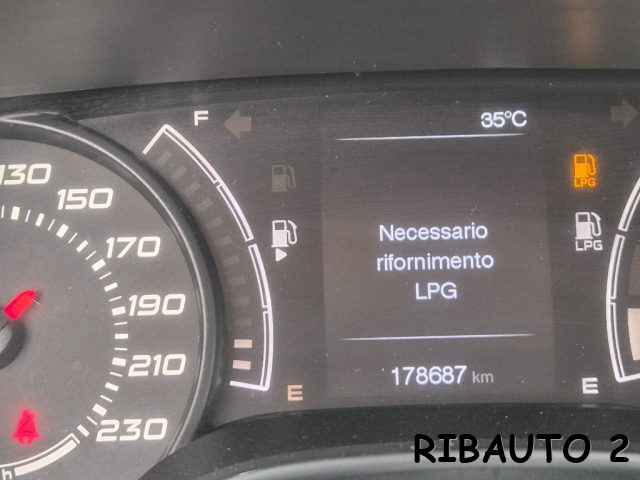 F
35°C
130
150
LPG
170
Necessario
rifornimento
LPG
LPG
190
210
178687 km
E
E
230
h
RIBAUTO 2